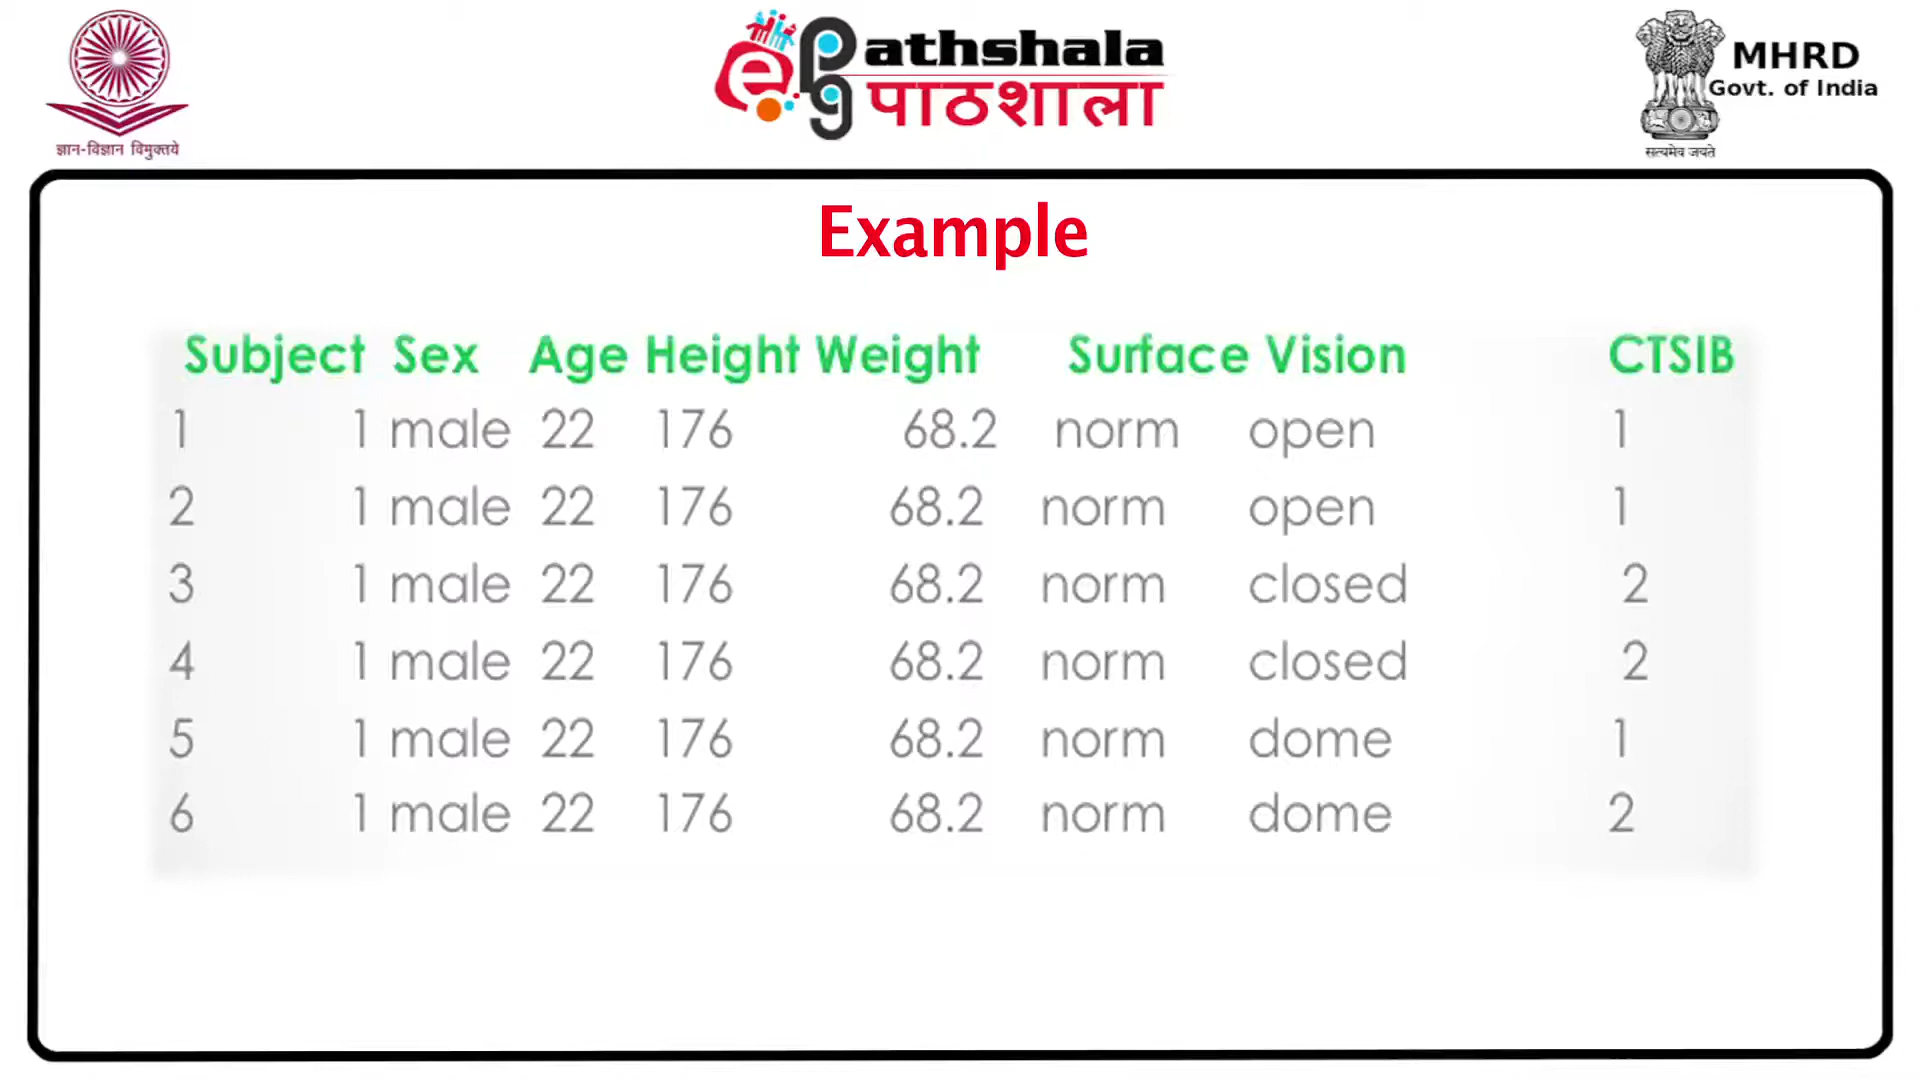 ज्ञान-विज्ञान विमुक्तये
ePG Pathshala
पाठशाला
MHRD
Govt. of India
सत्यमेव जयते
Example
Subject Sex Age Height Weight Surface Vision CTSIB
1 1 male 22 176 68.2 norm open 1
2 1 male 22 176 68.2 norm open 1
3 1 male 22 176 68.2 norm closed 2
4 1 male 22 176 68.2 norm closed 2
5 1 male 22 176 68.2 norm dome 1
6 1 male 22 176 68.2 norm dome 2